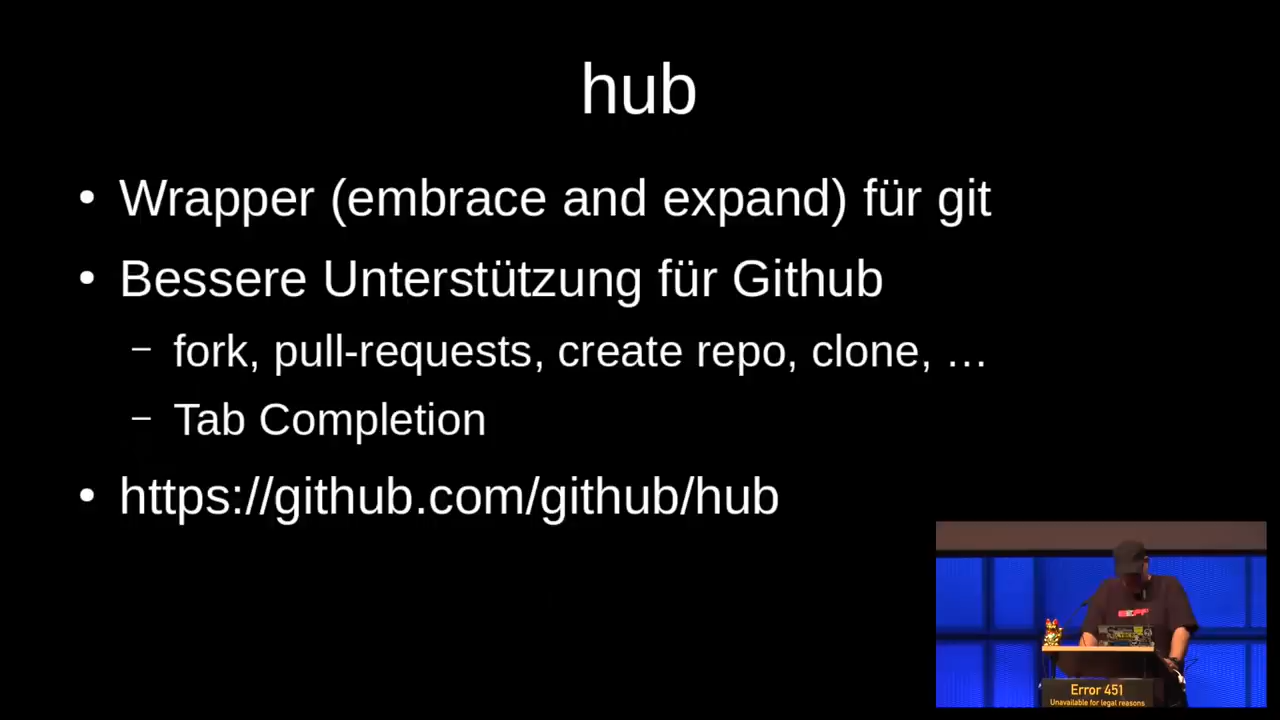 hub
• Wrapper (embrace and expand) für git
• Bessere Unterstützung für Github
– fork, pull-requests, create repo, clone, …
– Tab Completion
• https://github.com/github/hub
Error 451
Unavailable for legal reasons